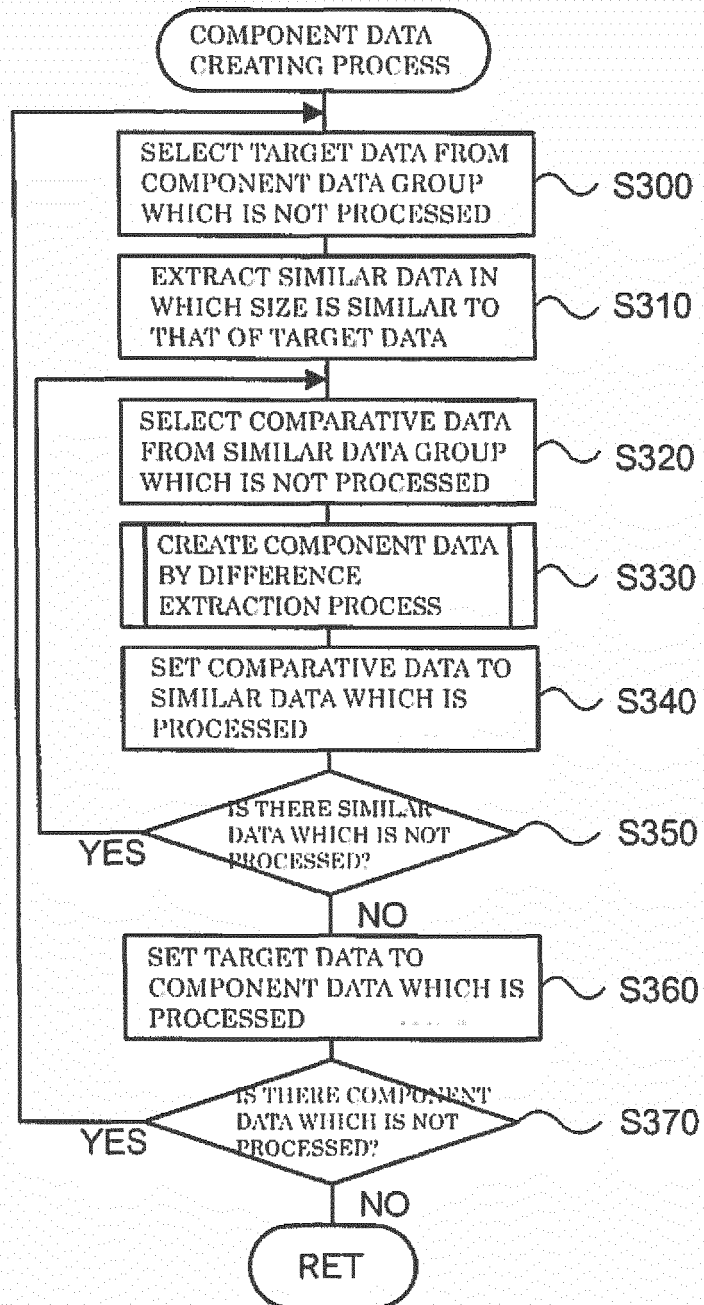 COMPONENT DATA
CREATING PROCESS
SELECT TARGET DATA FROM
COMPONENT DATA GROUP
WHICH IS NOT PROCESSED
S300
EXTRACT SIMILAR DATA IN
WHICH SIZE IS SIMILAR TO
THAT OF TARGET DATA
S310
SELECT COMPARATIVE DATA
FROM SIMILAR DATA GROUP
WHICH IS NOT PROCESSED
S320
CREATE COMPONENT DATA
BY DIFFERENCE
EXTRACTION PROCESS
S330
SET COMPARATIVE DATA TO
SIMILAR DATA WHICH IS
PROCESSED
S340
IS THERE SIMILAR
DATA WHICH IS NOT
PROCESSED?
S350
YES
NO
SET TARGET DATA TO
COMPONENT DATA WHICH IS
PROCESSED
S360
IS THERE COMPONENT
DATA WHICH IS NOT
PROCESSED?
S370
YES
NO
RET